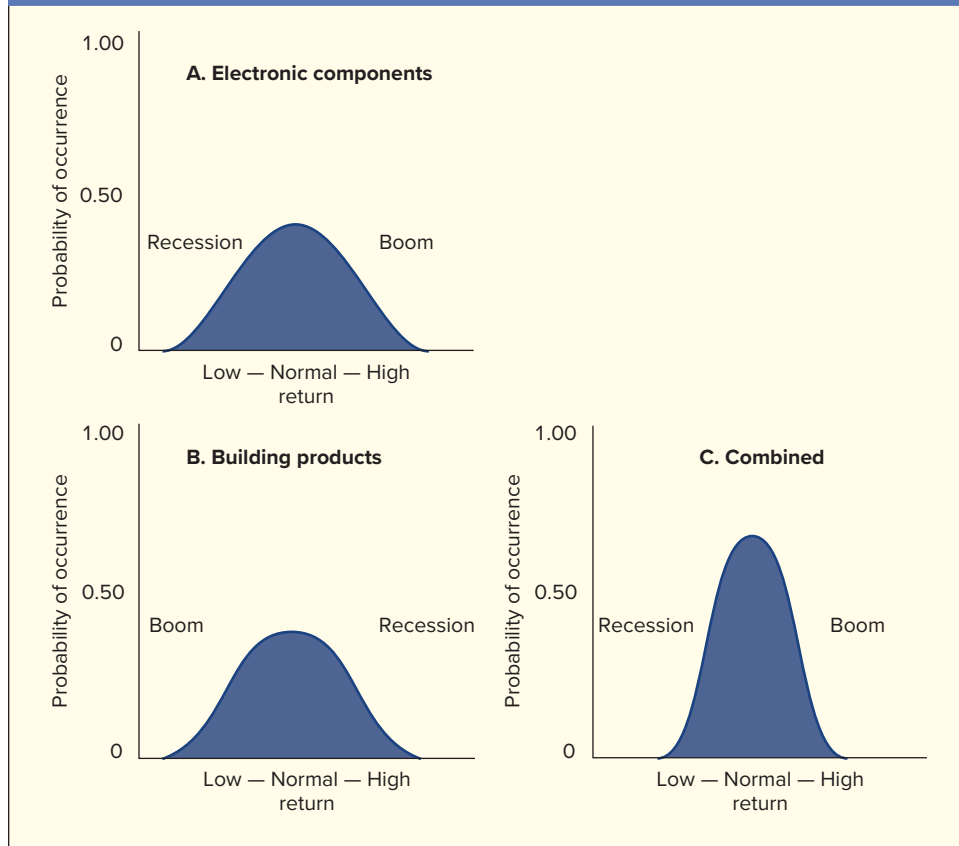 1.00
A. Electronic components
Probability of occurrence
0.50
Recession
Boom
0
Low — Normal — High
return
1.00
B. Building products
Probability of occurrence
0.50
Boom
Recession
0
Low — Normal — High
return
1.00
C. Combined
Probability of occurrence
0.50
Recession
Boom
0
Low — Normal — High
return